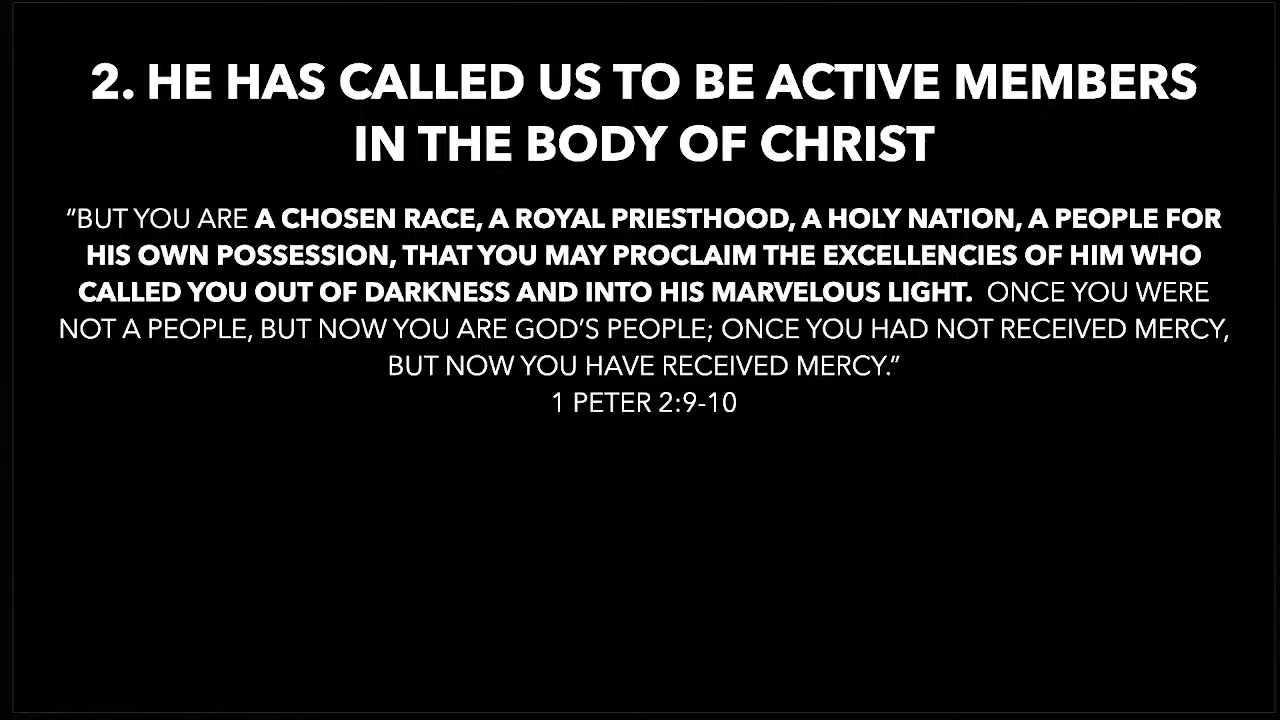 2. HE HAS CALLED US TO BE ACTIVE MEMBERS
IN THE BODY OF CHRIST
“BUT YOU ARE A CHOSEN RACE, A ROYAL PRIESTHOOD, A HOLY NATION, A PEOPLE FOR
HIS OWN POSSESSION, THAT YOU MAY PROCLAIM THE EXCELLENCIES OF HIM WHO
CALLED YOU OUT OF DARKNESS AND INTO HIS MARVELOUS LIGHT.  ONCE YOU WERE
NOT A PEOPLE, BUT NOW YOU ARE GOD’S PEOPLE; ONCE YOU HAD NOT RECEIVED MERCY,
BUT NOW YOU HAVE RECEIVED MERCY.”
1 PETER 2:9-10